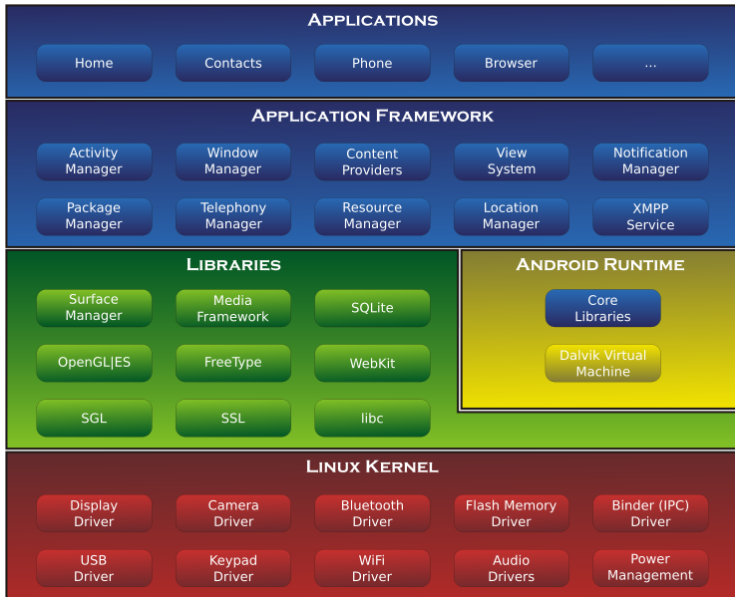 APPLICATIONS
Home
Contacts
Phone
Browser
...
APPLICATION FRAMEWORK
Activity
Manager
Window
Manager
Content
Providers
View
System
Notification
Manager
Package
Manager
Telephony
Manager
Resource
Manager
Location
Manager
XMPP
Service
LIBRARIES
Surface
Manager
Media
Framework
SQLite
OpenGL|ES
FreeType
WebKit
SGL
SSL
libc
ANDROID RUNTIME
Core
Libraries
Dalvik Virtual
Machine
LINUX KERNEL
Display
Driver
Camera
Driver
Bluetooth
Driver
Flash Memory
Driver
Binder (IPC)
Driver
USB
Driver
Keypad
Driver
WiFi
Driver
Audio
Drivers
Power
Management